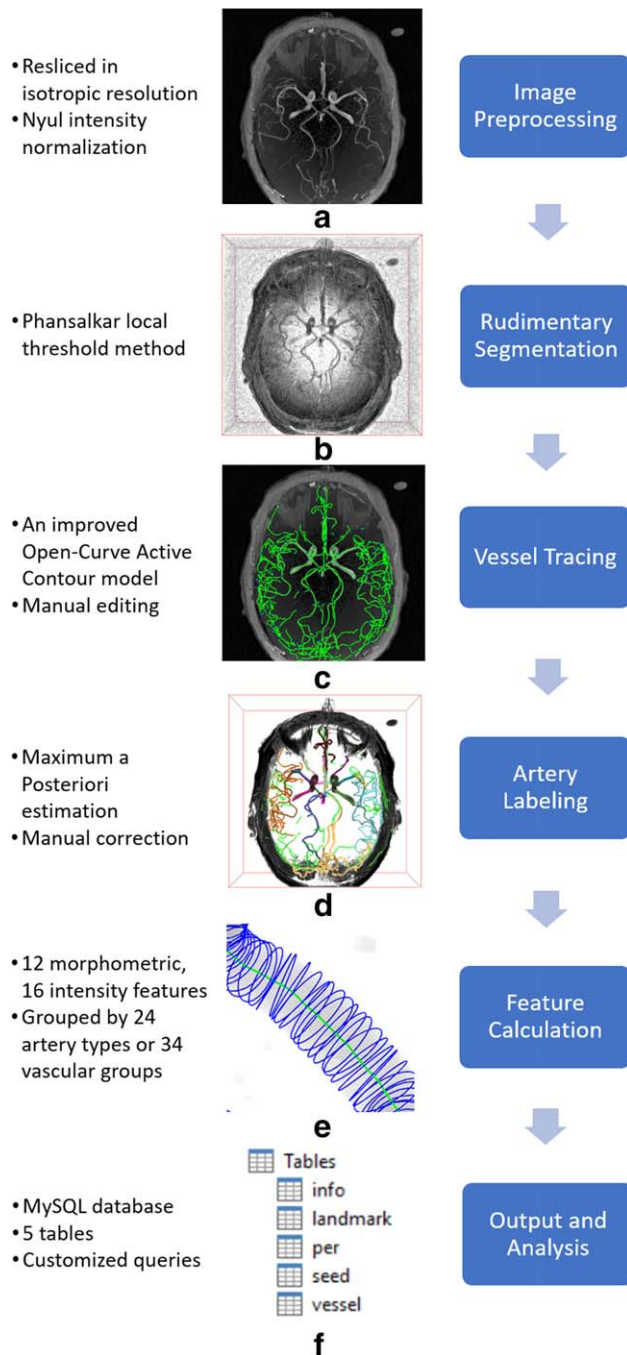 • Resliced in
isotropic resolution
• Nyul intensity
normalization
a
Image
Preprocessing
• Phansalkar local
threshold method
b
Rudimentary
Segmentation
• An improved
Open-Curve Active
Contour model
• Manual editing
c
Vessel Tracing
• Maximum a
Posteriori
estimation
• Manual correction
d
Artery
Labeling
• 12 morphometric,
16 intensity features
• Grouped by 24
artery types or 34
vascular groups
e
Feature
Calculation
• MySQL database
• 5 tables
• Customized queries
Tables
info
landmark
per
seed
vessel
f
Output and
Analysis